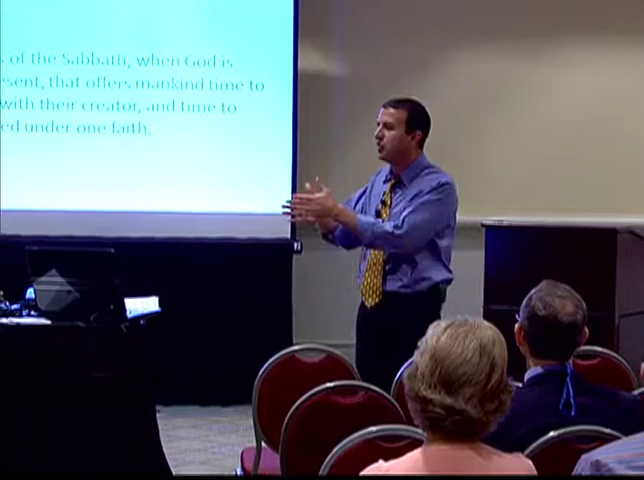 of the Sabbath, when God is
sent, that offers mankind time to
with their creator, and time to
ed under one faith.